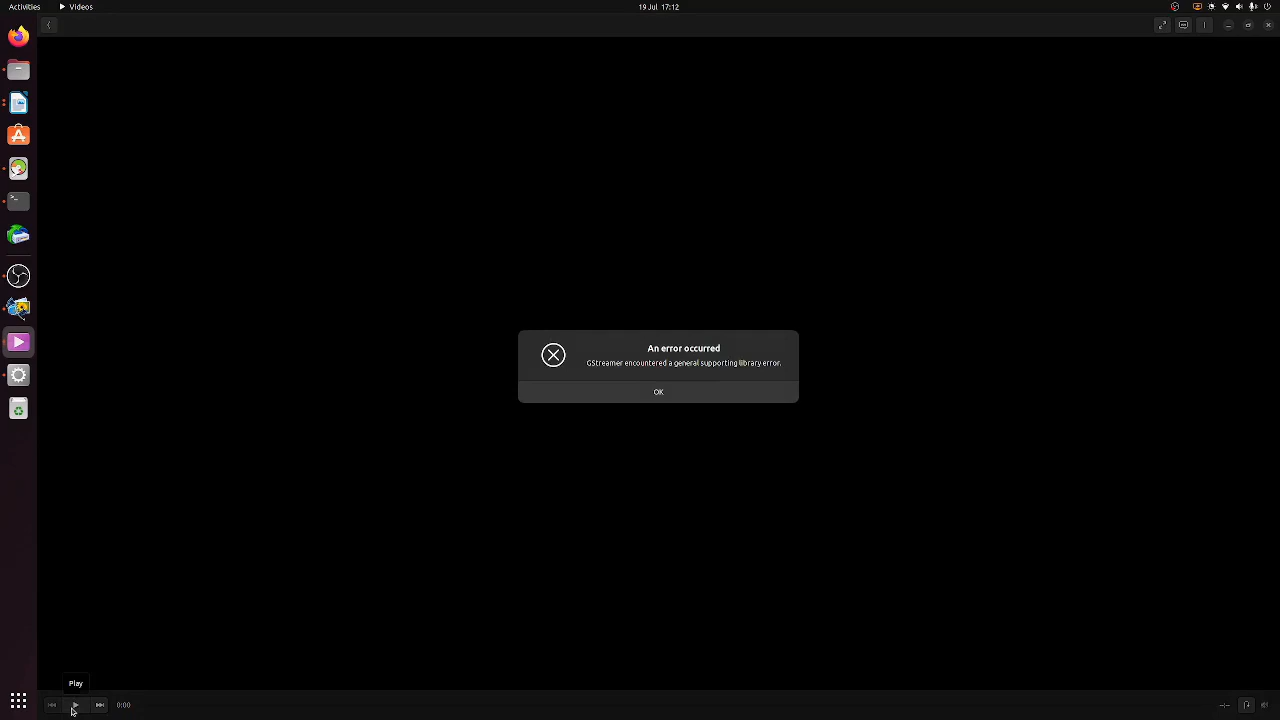 Activities
Videos
19 Jul 17:12
An error occurred
GStreamer encountered a general supporting library error.
OK
Play
0:00